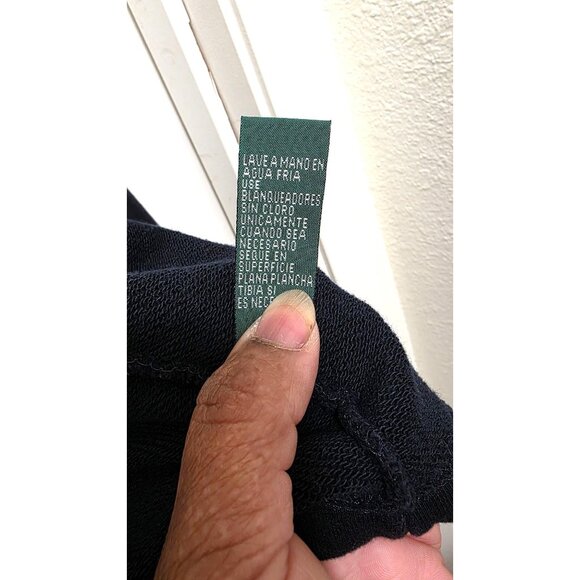 LAVE A MANO EN
AGUA FRIA
USE
BLANQUEADORES
SIN CLORO
UNICAMENTE
CUANDO SEA
NECESARIO
SEQUE EN
SUPERFICIE
PLANA PLANCHA
TIBIA SI
ES